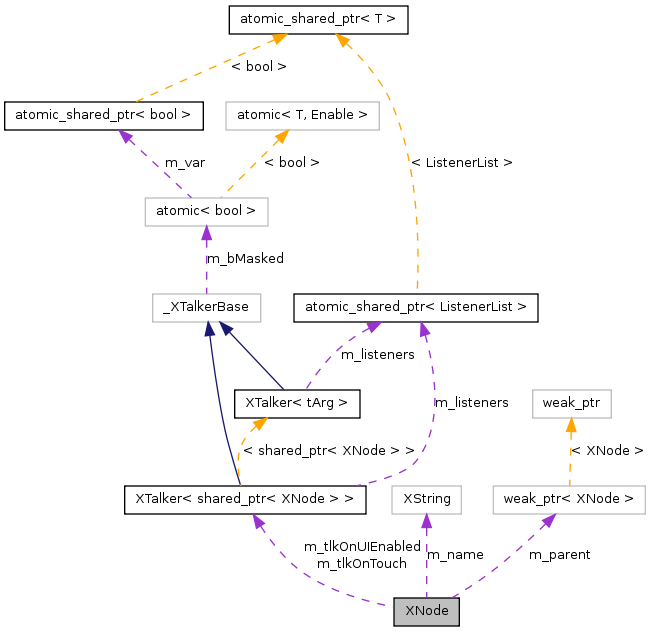 atomic_shared_ptr< T >
< bool >
atomic_shared_ptr< bool >
atomic< T, Enable >
m_var
< bool >
< ListenerList >
atomic< bool >
m_bMasked
_XTalkerBase
atomic_shared_ptr< ListenerList >
m_listeners
XTalker< tArg >
m_listeners
weak_ptr
< shared_ptr< XNode > >
< XNode >
XTalker< shared_ptr< XNode > >
XString
weak_ptr< XNode >
m_tlkOnUIEnabled
m_tlkOnTouch
m_name
m_parent
XNode